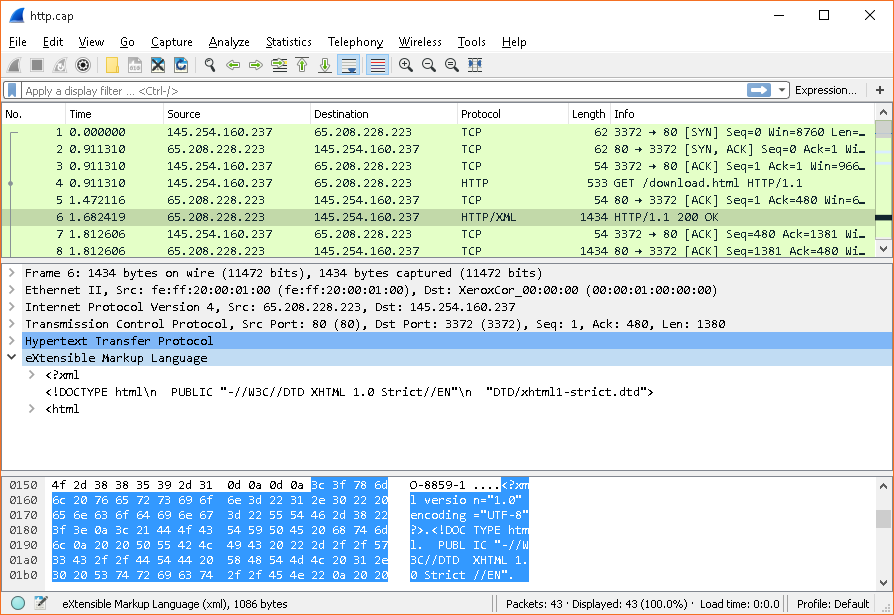 http.cap
File Edit View Go Capture Analyze Statistics Telephony Wireless Tools Help
Apply a display filter ... <Ctrl-/> Expression... +
No. Time Source Destination Protocol Length Info
1 0.000000 145.254.160.237 65.208.228.223 TCP 62 3372 → 80 [SYN] Seq=0 Win=8760 Len=…
2 0.911310 65.208.228.223 145.254.160.237 TCP 62 80 → 3372 [SYN, ACK] Seq=0 Ack=1 Wi…
3 0.911310 145.254.160.237 65.208.228.223 TCP 54 3372 → 80 [ACK] Seq=1 Ack=1 Win=966…
4 0.911310 145.254.160.237 65.208.228.223 HTTP 533 GET /download.html HTTP/1.1
5 1.472116 65.208.228.223 145.254.160.237 TCP 54 80 → 3372 [ACK] Seq=1 Ack=480 Win=6…
6 1.682419 65.208.228.223 145.254.160.237 HTTP/XML 1434 HTTP/1.1 200 OK
7 1.812606 145.254.160.237 65.208.228.223 TCP 54 3372 → 80 [ACK] Seq=480 Ack=1381 Wi…
8 1.812606 65.208.228.223 145.254.160.237 TCP 1434 80 → 3372 [ACK] Seq=1381 Ack=480 Wi…
Frame 6: 1434 bytes on wire (11472 bits), 1434 bytes captured (11472 bits)
Ethernet II, Src: fe:ff:20:00:01:00 (fe:ff:20:00:01:00), Dst: XeroxCor_00:00:00 (00:00:01:00:00:00)
Internet Protocol Version 4, Src: 65.208.228.223, Dst: 145.254.160.237
Transmission Control Protocol, Src Port: 80 (80), Dst Port: 3372 (3372), Seq: 1, Ack: 480, Len: 1380
Hypertext Transfer Protocol
eXtensible Markup Language
<?xml
<!DOCTYPE html\n  PUBLIC "-//W3C//DTD XHTML 1.0 Strict//EN"\n  "DTD/xhtml1-strict.dtd">
<html
0150 4f 2d 38 38 35 39 2d 31 0d 0a 0d 0a 3c 3f 78 6d O-8859-1 ....<?xm
0160 6c 20 76 65 72 73 69 6f 6e 3d 22 31 2e 30 22 20 l versio n="1.0"
0170 65 6e 63 6f 64 69 6e 67 3d 22 55 54 46 2d 38 22 encoding ="UTF-8"
0180 3f 3e 0a 3c 21 44 4f 43 54 59 50 45 20 68 74 6d ?>.<!DOC TYPE htm
0190 6c 0a 20 20 50 55 42 4c 49 43 20 22 2d 2f 2f 57 l.  PUBL IC "-//W
01a0 33 43 2f 2f 44 54 44 20 58 48 54 4d 4c 20 31 2e 3C//DTD  XHTML 1.
01b0 30 20 53 74 72 69 63 74 2f 2f 45 4e 22 0a 20 20 0 Strict //EN".
eXtensible Markup Language (xml), 1086 bytes Packets: 43 · Displayed: 43 (100.0%) · Load time: 0:0.0 Profile: Default